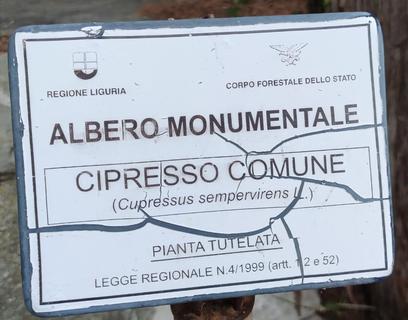 REGIONE LIGURIA
CORPO FORESTALE DELLO STATO
ALBERO MONUMENTALE
CIPRESSO COMUNE
(Cupressus sempervirens L.)
PIANTA TUTELATA
LEGGE REGIONALE N.4/1999 (artt. 12 e 52)